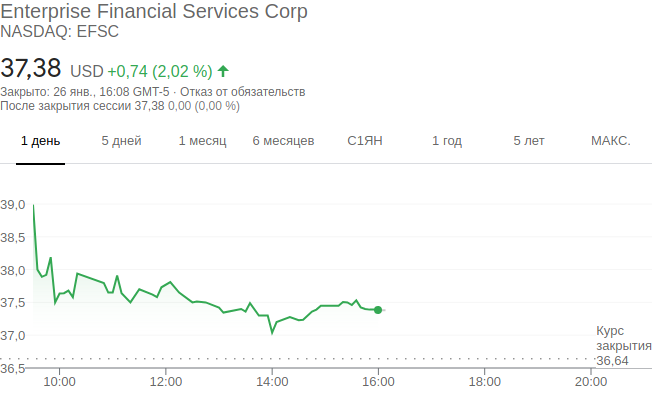 Enterprise Financial Services Corp
NASDAQ: EFSC
37,38 USD +0,74 (2,02 %)
Закрыто: 26 янв., 16:08 GMT-5 · Отказ от обязательств
После закрытия сессии 37,38 0,00 (0,00 %)
1 день 5 дней 1 месяц 6 месяцев С1ЯН 1 год 5 лет МАКС.
39,0
38,5
38,0
37,5
37,0
Курс
закрытия
36,64
36,5
10:00 12:00 14:00 16:00 18:00 20:00